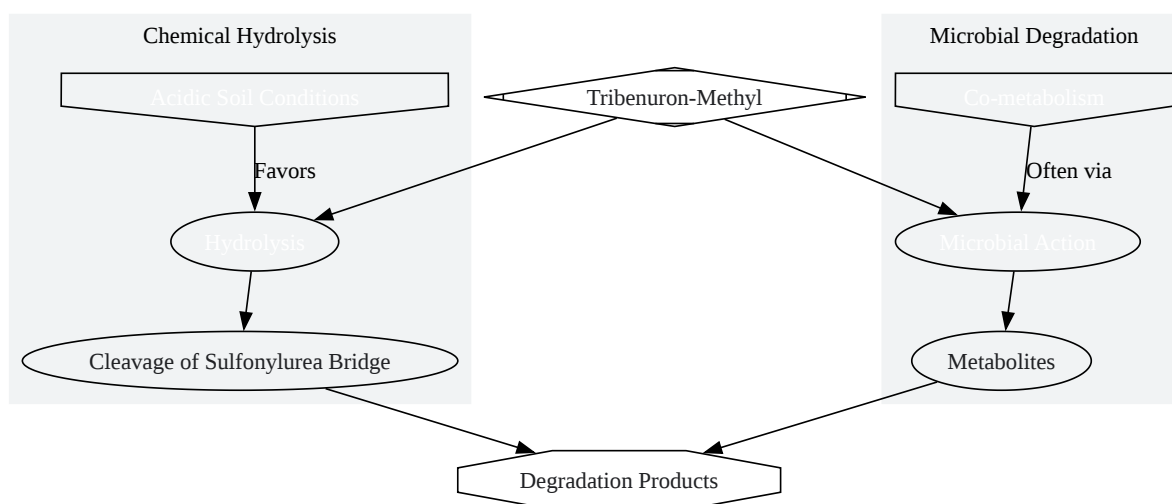 Chemical Hydrolysis
Microbial Degradation
Acidic Soil Conditions
Tribenuron-Methyl
Co-metabolism
Favors
Often via
Hydrolysis
Microbial Action
Cleavage of Sulfonylurea Bridge
Metabolites
Degradation Products